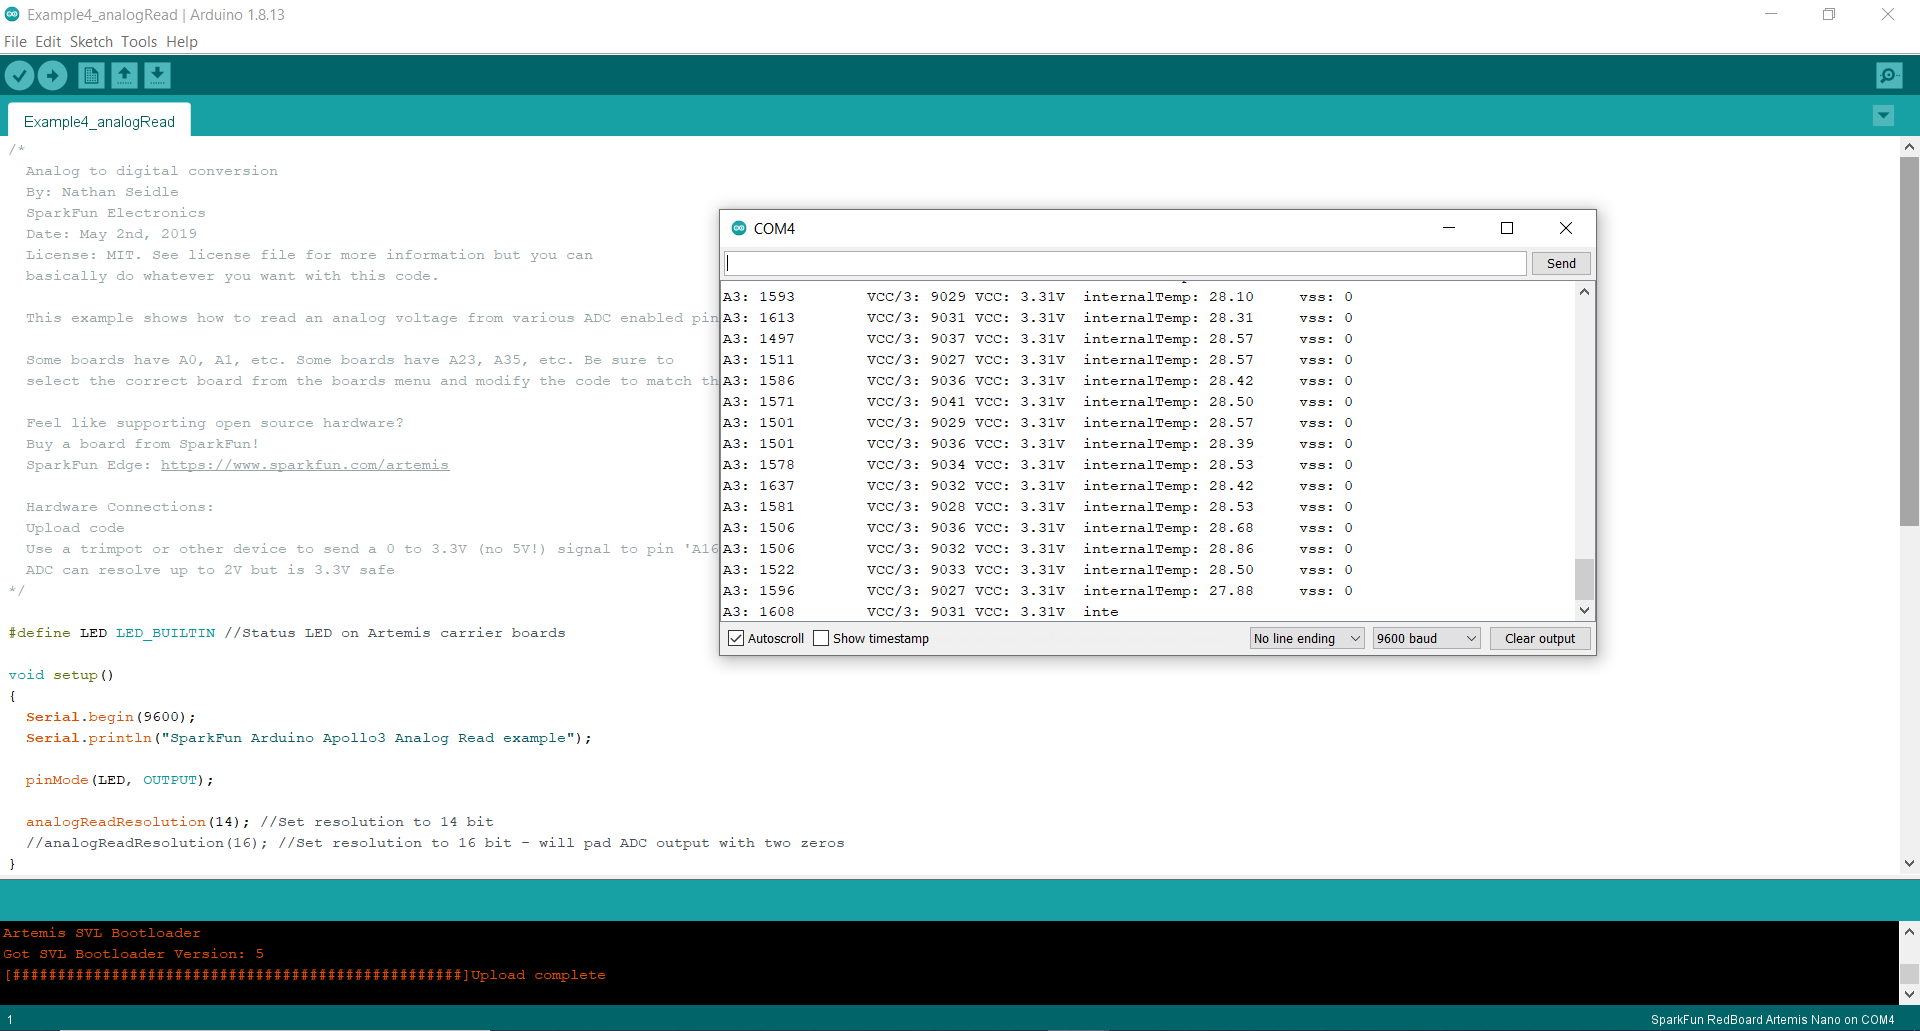 Example4_analogRead | Arduino 1.8.13
File Edit Sketch Tools Help
Example4_analogRead
/*
Analog to digital conversion
By: Nathan Seidle
SparkFun Electronics
Date: May 2nd, 2019
License: MIT. See license file for more information but you can
basically do whatever you want with this code.
This example shows how to read an analog voltage from various ADC enabled pin
Some boards have A0, A1, etc. Some boards have A23, A35, etc. Be sure to
select the correct board from the boards menu and modify the code to match th
Feel like supporting open source hardware?
Buy a board from SparkFun!
SparkFun Edge: https://www.sparkfun.com/artemis
Hardware Connections:
Upload code
Use a trimpot or other device to send a 0 to 3.3V (no 5V!) signal to pin 'A16
ADC can resolve up to 2V but is 3.3V safe
*/
#define LED LED_BUILTIN //Status LED on Artemis carrier boards
void setup()
{
Serial.begin(9600);
Serial.println("SparkFun Arduino Apollo3 Analog Read example");
pinMode(LED, OUTPUT);
analogReadResolution(14); //Set resolution to 14 bit
//analogReadResolution(16); //Set resolution to 16 bit - will pad ADC output with two zeros
}
COM4
Send
A3: 1593 VCC/3: 9029 VCC: 3.31V internalTemp: 28.10 vss: 0
A3: 1613 VCC/3: 9031 VCC: 3.31V internalTemp: 28.31 vss: 0
A3: 1497 VCC/3: 9037 VCC: 3.31V internalTemp: 28.57 vss: 0
A3: 1511 VCC/3: 9027 VCC: 3.31V internalTemp: 28.57 vss: 0
A3: 1586 VCC/3: 9036 VCC: 3.31V internalTemp: 28.42 vss: 0
A3: 1571 VCC/3: 9041 VCC: 3.31V internalTemp: 28.50 vss: 0
A3: 1501 VCC/3: 9029 VCC: 3.31V internalTemp: 28.57 vss: 0
A3: 1501 VCC/3: 9036 VCC: 3.31V internalTemp: 28.39 vss: 0
A3: 1578 VCC/3: 9034 VCC: 3.31V internalTemp: 28.53 vss: 0
A3: 1637 VCC/3: 9032 VCC: 3.31V internalTemp: 28.42 vss: 0
A3: 1581 VCC/3: 9028 VCC: 3.31V internalTemp: 28.53 vss: 0
A3: 1506 VCC/3: 9036 VCC: 3.31V internalTemp: 28.68 vss: 0
A3: 1506 VCC/3: 9032 VCC: 3.31V internalTemp: 28.86 vss: 0
A3: 1522 VCC/3: 9033 VCC: 3.31V internalTemp: 28.50 vss: 0
A3: 1596 VCC/3: 9027 VCC: 3.31V internalTemp: 27.88 vss: 0
A3: 1608 VCC/3: 9031 VCC: 3.31V inte
Autoscroll Show timestamp No line ending 9600 baud Clear output
Artemis SVL Bootloader
Got SVL Bootloader Version: 5
[##################################################]Upload complete
1 SparkFun RedBoard Artemis Nano on COM4